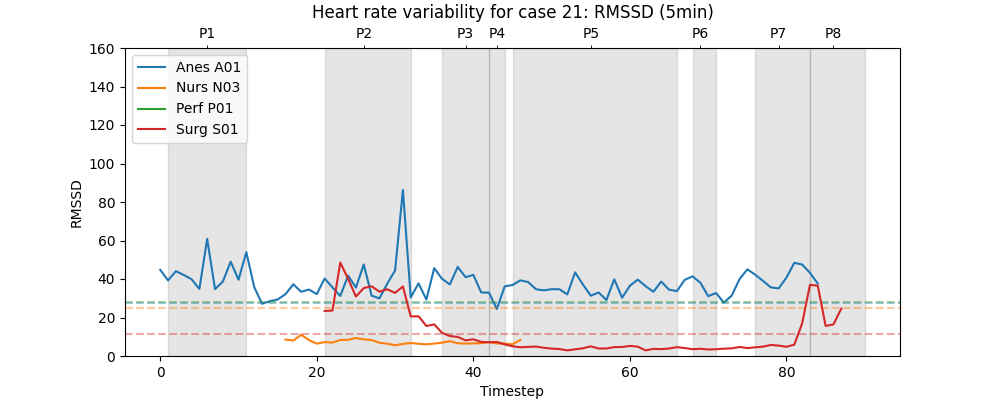 Heart rate variability for case 21: RMSSD (5min)
P1 P2 P3 P4 P5 P6 P7 P8
160
140
120
100
80
60
40
20
0
RMSSD
Anes A01
Nurs N03
Perf P01
Surg S01
0 20 40 60 80
Timestep